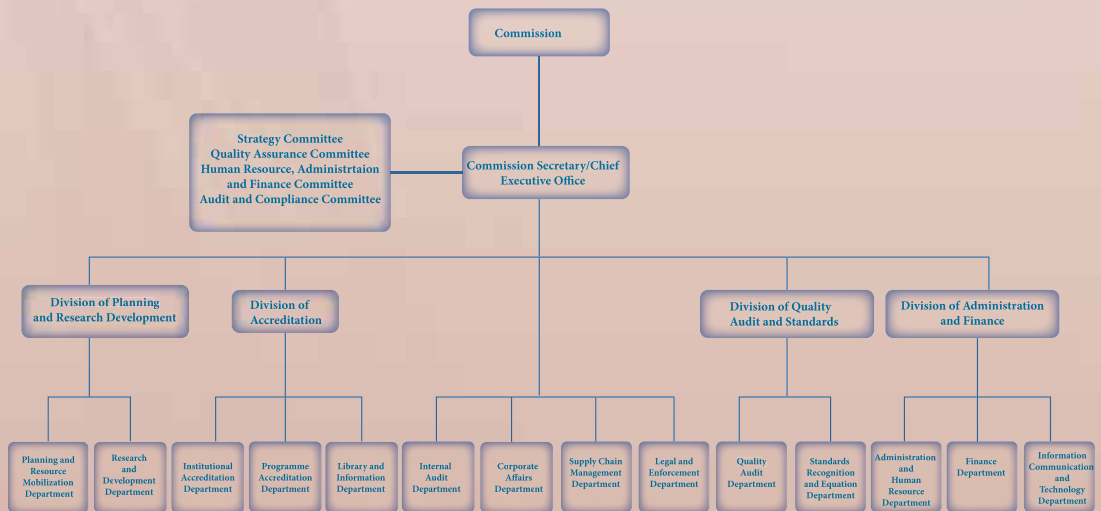 Commission
Strategy Committee
Quality Assurance Committee
Human Resource, Administrtaion
and Finance Committee
Audit and Compliance Committee
Commission Secretary/Chief
Executive Office
Division of Planning
and Research Development
Division of
Accreditation
Division of Quality
Audit and Standards
Division of Administration
and Finance
Planning and
Resource
Mobilization
Department
Research
and
Development
Department
Institutional
Accreditation
Department
Programme
Accreditation
Department
Library and
Information
Department
Internal
Audit
Department
Corporate
Affairs
Department
Supply Chain
Management
Department
Legal and
Enforcement
Department
Quality
Audit
Department
Standards
Recognition
and Equation
Department
Administration
and
Human
Resource
Department
Finance
Department
Information
Communication
and
Technology
Department